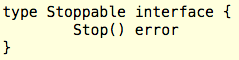 type Stoppable interface {
        Stop() error
}